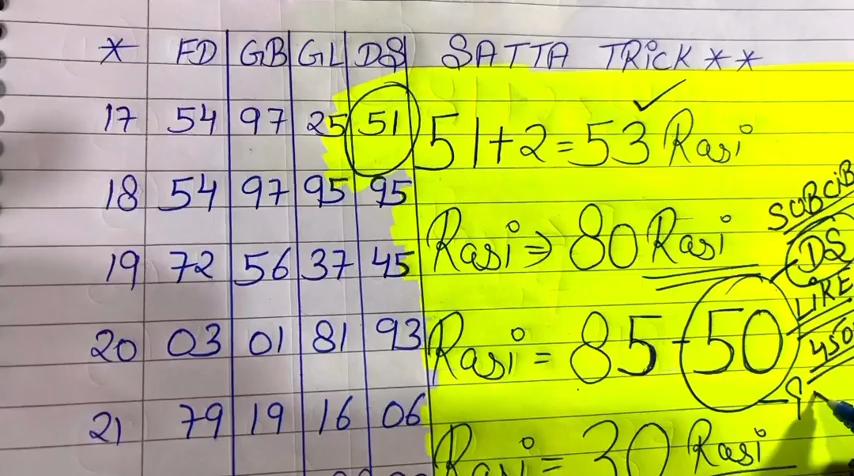 * FD GB GL DS SATTA TRiCK **
17 54 97 25 51 51+2=53 Rasi
18 54 97 95 95
Rasi ⇒ 80 Rasi
19 72 56 37 45
20 03 01 81 93
Rasi = 85-50
21 79 19 16 06
Rasi = 30 Rasi
SUBCiB
DS
LIKE
450